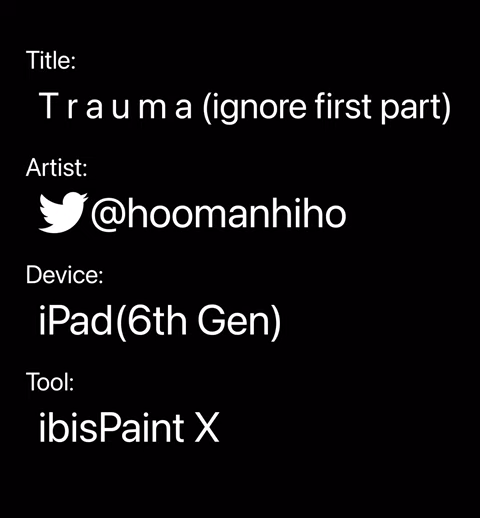 Title:
T r a u m a (ignore first part)
Artist:
@hoomanhiho
Device:
iPad(6th Gen)
Tool:
ibisPaint X